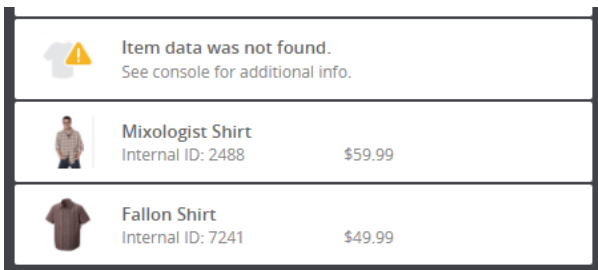 Item data was not found.
See console for additional info.
Mixologist Shirt
Internal ID: 2488 $59.99
Fallon Shirt
Internal ID: 7241 $49.99